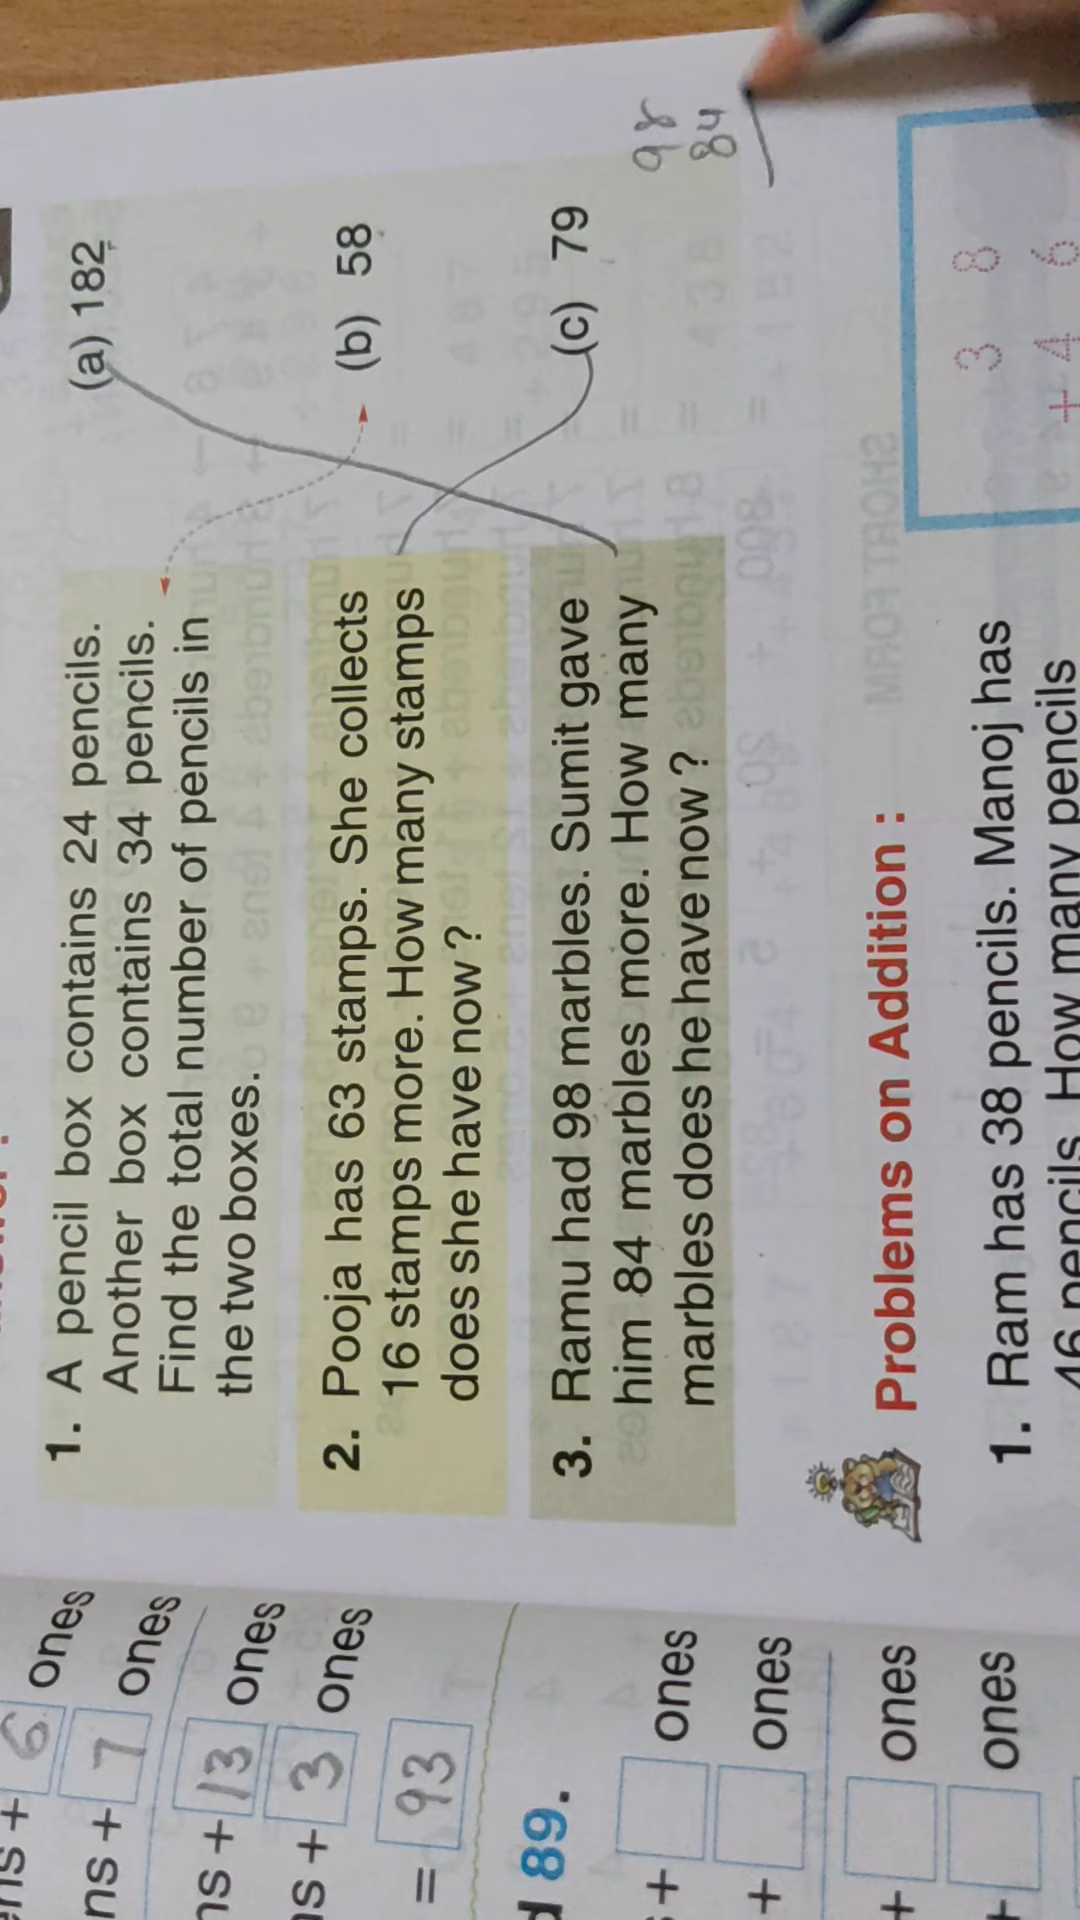 ones
6
ones
7
ns +
13
ones
ns +
3
ones
= 93
89.
+
ones
+
ones
+
ones
+
ones
1. A pencil box contains 24 pencils.
Another box contains 34 pencils.
Find the total number of pencils in
the two boxes.
(a) 182
2. Pooja has 63 stamps. She collects
16 stamps more. How many stamps
does she have now?
(b) 58
3. Ramu had 98 marbles. Sumit gave
him 84 marbles more. How many
marbles does he have now?
(c) 79
98
84
Problems on Addition :
1. Ram has 38 pencils. Manoj has
46 pencils. How many pencils
3 8
+ 4 6